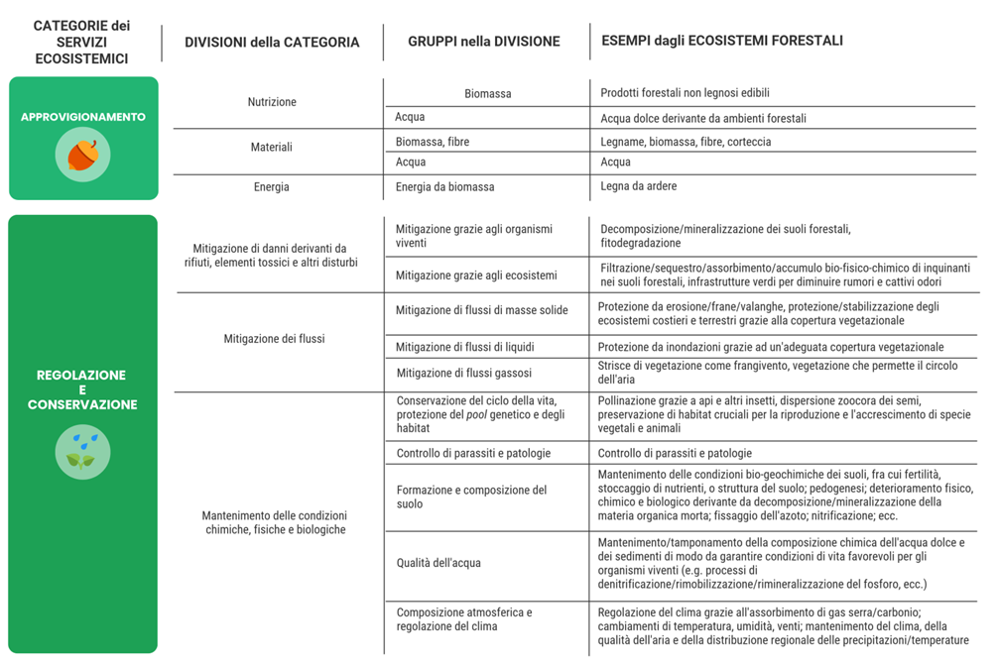 CATEGORIE dei
SERVIZI
ECOSISTEMICI
DIVISIONI della CATEGORIA
GRUPPI nella DIVISIONE
ESEMPI dagli ECOSISTEMI FORESTALI
APPROVIGIONAMENTO
Nutrizione
Biomassa
Prodotti forestali non legnosi edibili
Acqua
Acqua dolce derivante da ambienti forestali
Materiali
Biomassa, fibre
Legname, biomassa, fibre, corteccia
Acqua
Acqua
Energia
Energia da biomassa
Legna da ardere
REGOLAZIONE
E
CONSERVAZIONE
Mitigazione di danni derivanti da
rifiuti, elementi tossici e altri disturbi
Mitigazione grazie agli organismi
viventi
Decomposizione/mineralizzazione dei suoli forestali,
fitodegradazione
Mitigazione grazie agli ecosistemi
Filtrazione/sequestro/assorbimento/accumulo bio-fisico-chimico di inquinanti
nei suoli forestali, infrastrutture verdi per diminuire rumori e cattivi odori
Mitigazione dei flussi
Mitigazione di flussi di masse solide
Protezione da erosione/frane/valanghe, protezione/stabilizzazione degli
ecosistemi costieri e terrestri grazie alla copertura vegetazionale
Mitigazione di flussi di liquidi
Protezione da inondazioni grazie ad un'adeguata copertura vegetazionale
Mitigazione di flussi gassosi
Strisce di vegetazione come frangivento, vegetazione che permette il circolo
dell'aria
Mantenimento delle condizioni
chimiche, fisiche e biologiche
Conservazione del ciclo della vita,
protezione del pool genetico e degli
habitat
Pollinazione grazie a api e altri insetti, dispersione zoocora dei semi,
preservazione di habitat cruciali per la riproduzione e l'accrescimento di specie
vegetali e animali
Controllo di parassiti e patologie
Controllo di parassiti e patologie
Formazione e composizione del
suolo
Mantenimento delle condizioni bio-geochimiche dei suoli, fra cui fertilità,
stoccaggio di nutrienti, o struttura del suolo; pedogenesi; deterioramento fisico,
chimico e biologico derivante da decomposizione/mineralizzazione della
materia organica morta; fissaggio dell'azoto; nitrificazione; ecc.
Qualità dell'acqua
Mantenimento/tamponamento della composizione chimica dell'acqua dolce e
dei sedimenti di modo da garantire condizioni di vita favorevoli per gli
organismi viventi (e.g. processi di
denitrificazione/rimobilizzazione/rimineralizzazione del fosforo, ecc.)
Composizione atmosferica e
regolazione del clima
Regolazione del clima grazie all'assorbimento di gas serra/carbonio;
cambiamenti di temperatura, umidità, venti; mantenimento del clima, della
qualità dell'aria e della distribuzione regionale delle precipitazioni/temperature